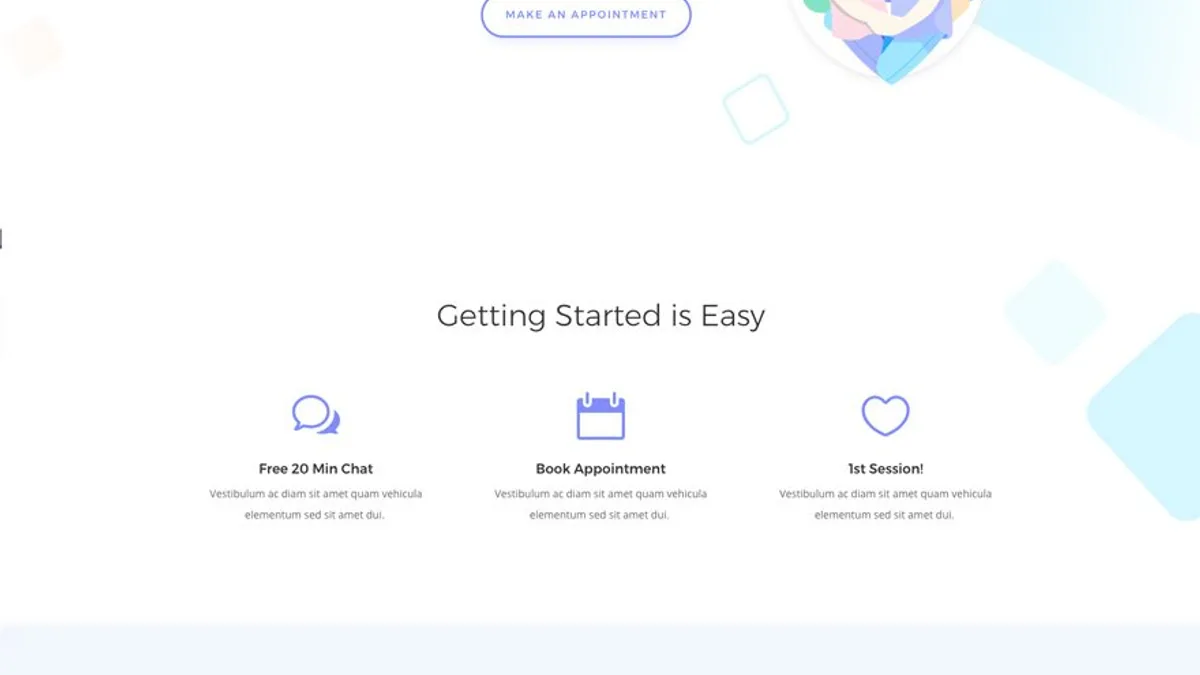 MAKE AN APPOINTMENT
Getting Started is Easy
Free 20 Min Chat
Vestibulum ac diam sit amet quam vehicula
elementum sed sit amet dui.
Book Appointment
Vestibulum ac diam sit amet quam vehicula
elementum sed sit amet dui.
1st Session!
Vestibulum ac diam sit amet quam vehicula
elementum sed sit amet dui.